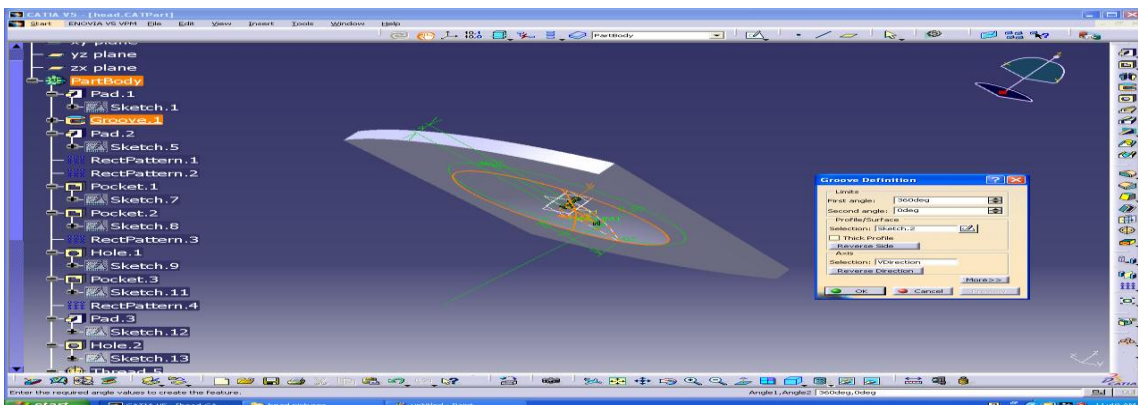 CATIA V5 - [head.CATPart]
Start ENOVIA V5 VPM File Edit View Insert Tools Window Help
PartBody
xy plane
yz plane
zx plane
PartBody
Pad.1
Sketch.1
Groove.1
Pad.2
Sketch.5
RectPattern.1
RectPattern.2
Pocket.1
Sketch.7
Pocket.2
Sketch.8
RectPattern.3
Hole.1
Sketch.9
Pocket.3
Sketch.11
RectPattern.4
Pad.3
Sketch.12
Hole.2
Sketch.13
Thread.5
Groove Definition
Limits
First angle: 360deg
Second angle: 0deg
Profile/Surface
Selection: Sketch.2
Thick Profile
Reverse Side
Axis
Selection: VDirection
Reverse Direction
More>>
OK Cancel
Enter the required angle values to create the feature.
Angle1,Angle2 360deg,0deg